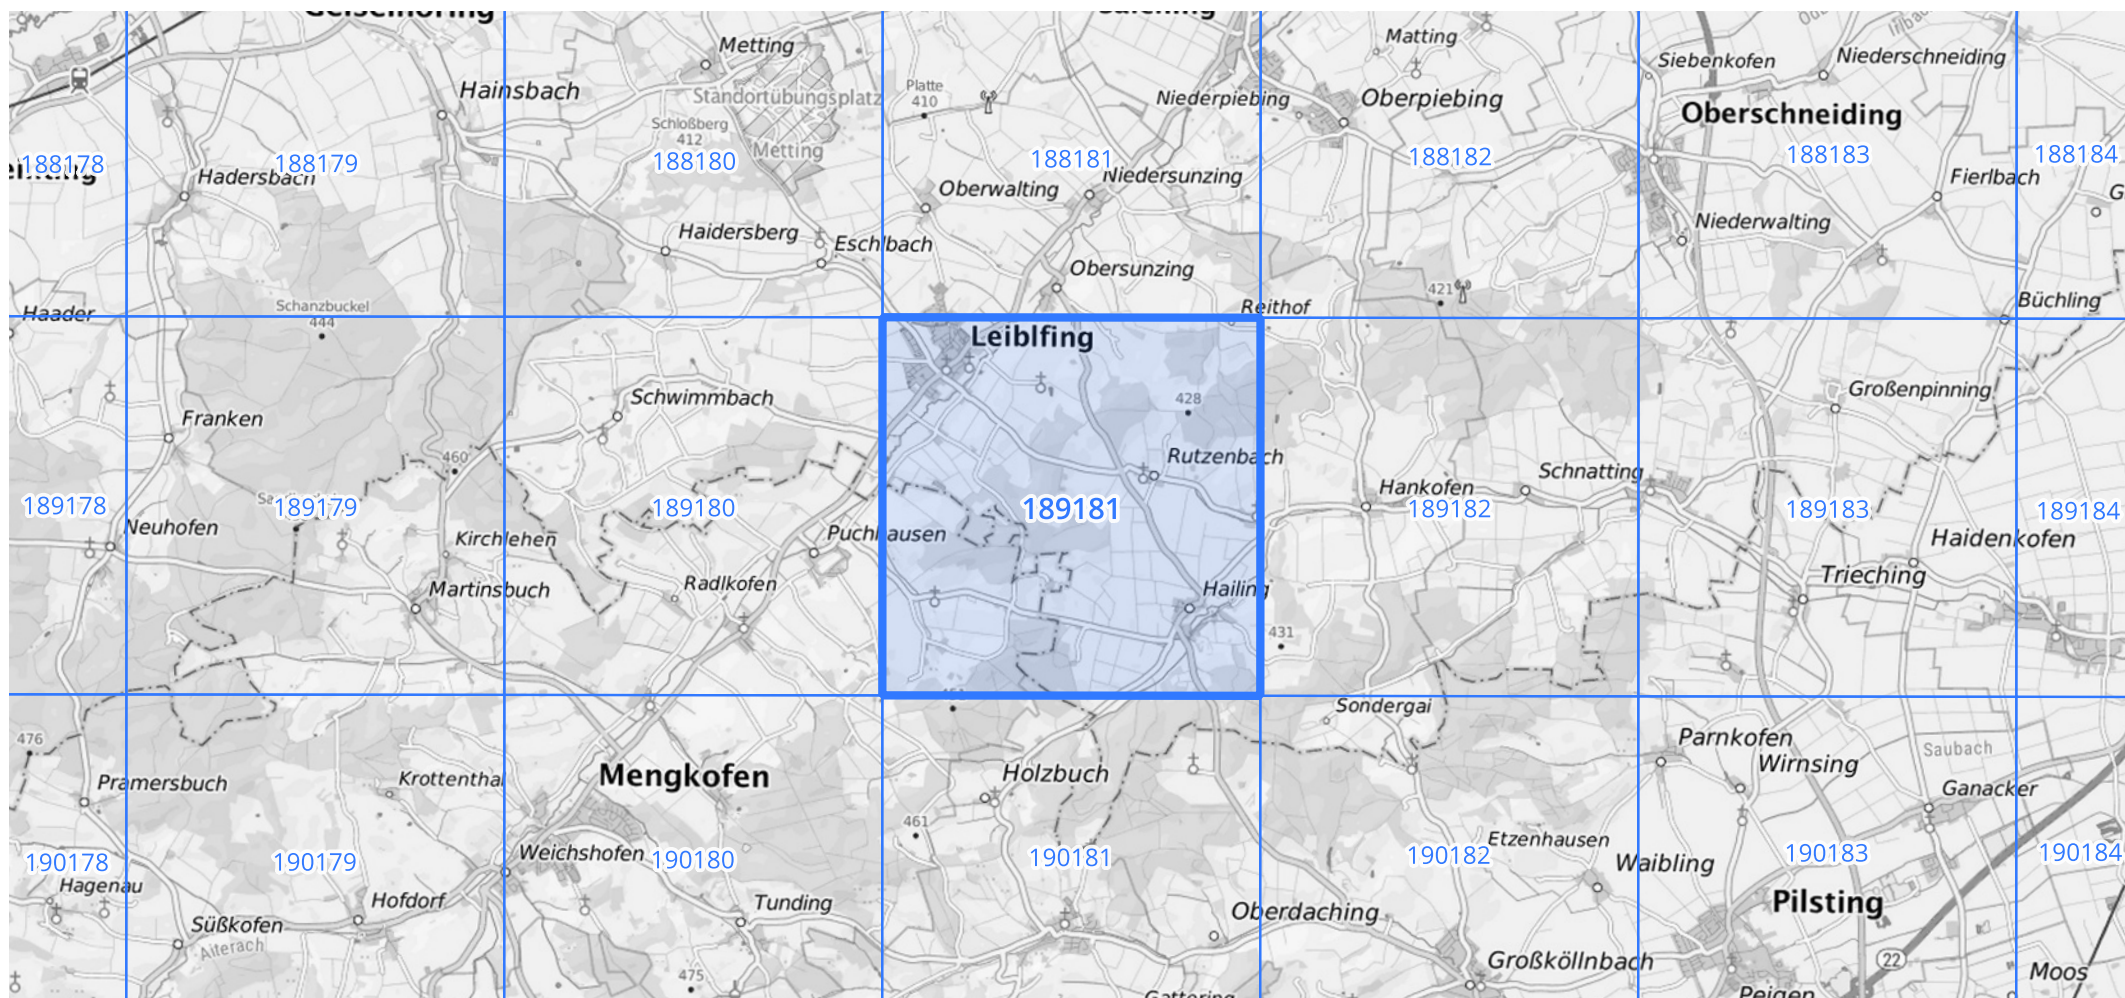 Metting
Matting
Siebenkofen
Niederschneiding
Hainsbach
Platte
410
Standortübungsplatz
Metting
Niederpiebing
Oberpiebing
Oberschneiding
Schloßberg
412
188178
188179
188180
188181
188182
188183
188184
Hadersbach
Oberwalting
Niedersunzing
Fierlbach
Haidersberg
Eschlbach
Niederwalting
Obersunzing
Schanzbuckel
444
421
Haader
Reithof
Büchling
Leiblfing
Schwimmbach
428
Großenpinning
Franken
460
Rutzenbach
Schnatting
Hankofen
189178
189179
189180
189181
189182
189183
189184
Neuhofen
Kirchlehen
Puchhausen
Haidenkofen
Martinsbuch
Radlkofen
Hailing
Trieching
431
Sondergai
476
Parnkofen
Wirnsing
Saubach
Pramersbuch
Krottenthal
Mengkofen
Holzbuch
Ganacker
461
Etzenhausen
190178
190179
Weichshofen
190180
190181
190182
Waibling
190183
190184
Hagenau
Hofdorf
Tunding
Oberdaching
Pilsting
Süßkofen
Aiterach
475
Großköllnbach
22
Moos
Peigen